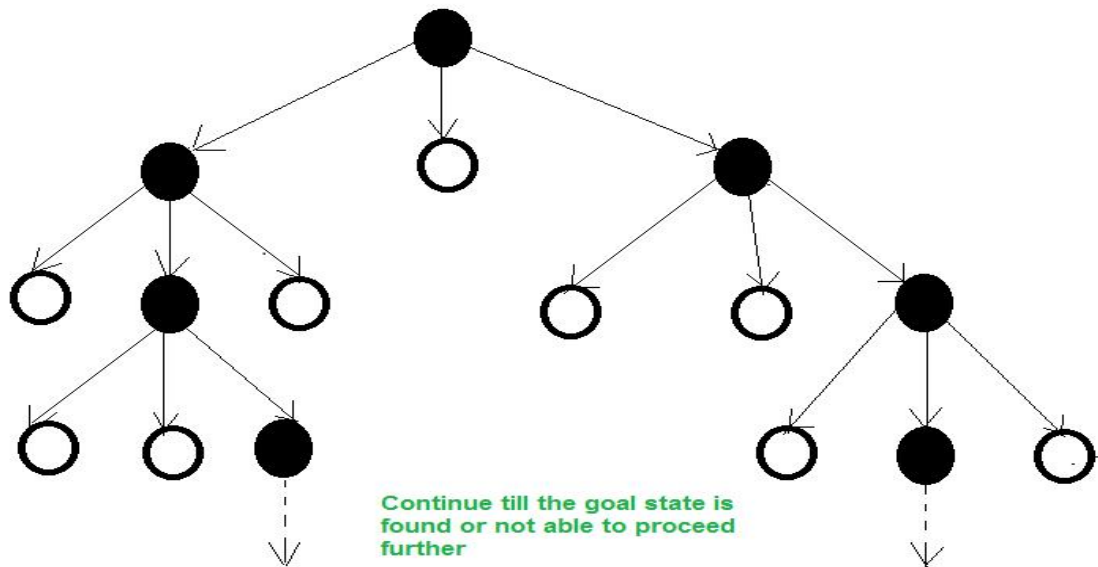 Continue till the goal state is
found or not able to proceed
further